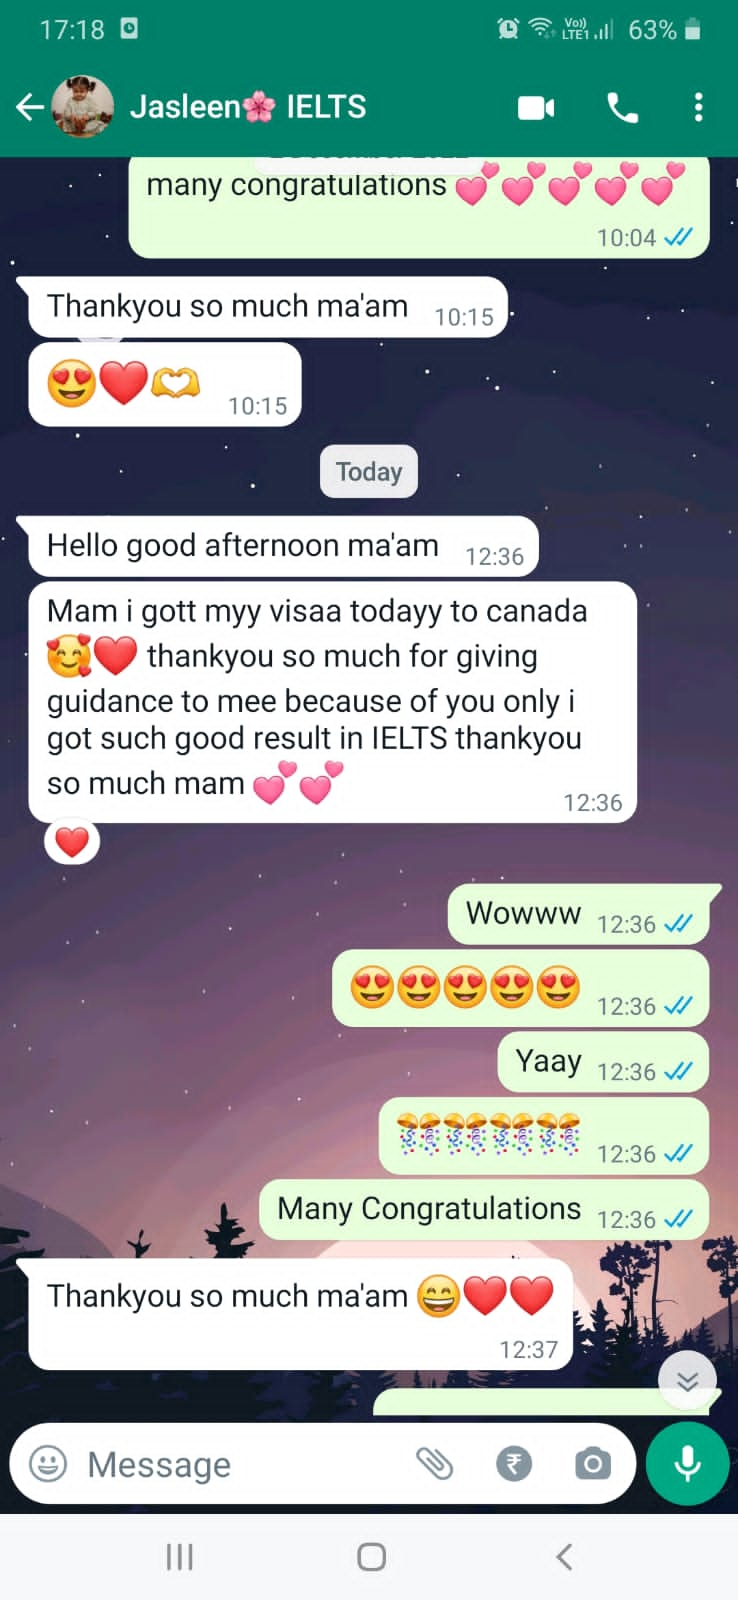 17:18
Vo))
LTE1
63%
Jasleen🌸 IELTS
many congratulations 💕💕💕💕💕
10:04
Thankyou so much ma'am
10:15
😍❤️🫶
10:15
Today
Hello good afternoon ma'am
12:36
Mam i gott myy visaa todayy to canada
🥰❤️ thankyou so much for giving
guidance to mee because of you only i
got such good result in IELTS thankyou
so much mam 💕💕
12:36
❤️
Wowww
12:36
😍😍😍😍😍
12:36
Yaay
12:36
🎊🎊🎊🎊
12:36
Many Congratulations
12:36
Thankyou so much ma'am 😄❤️❤️
12:37
Message
₹